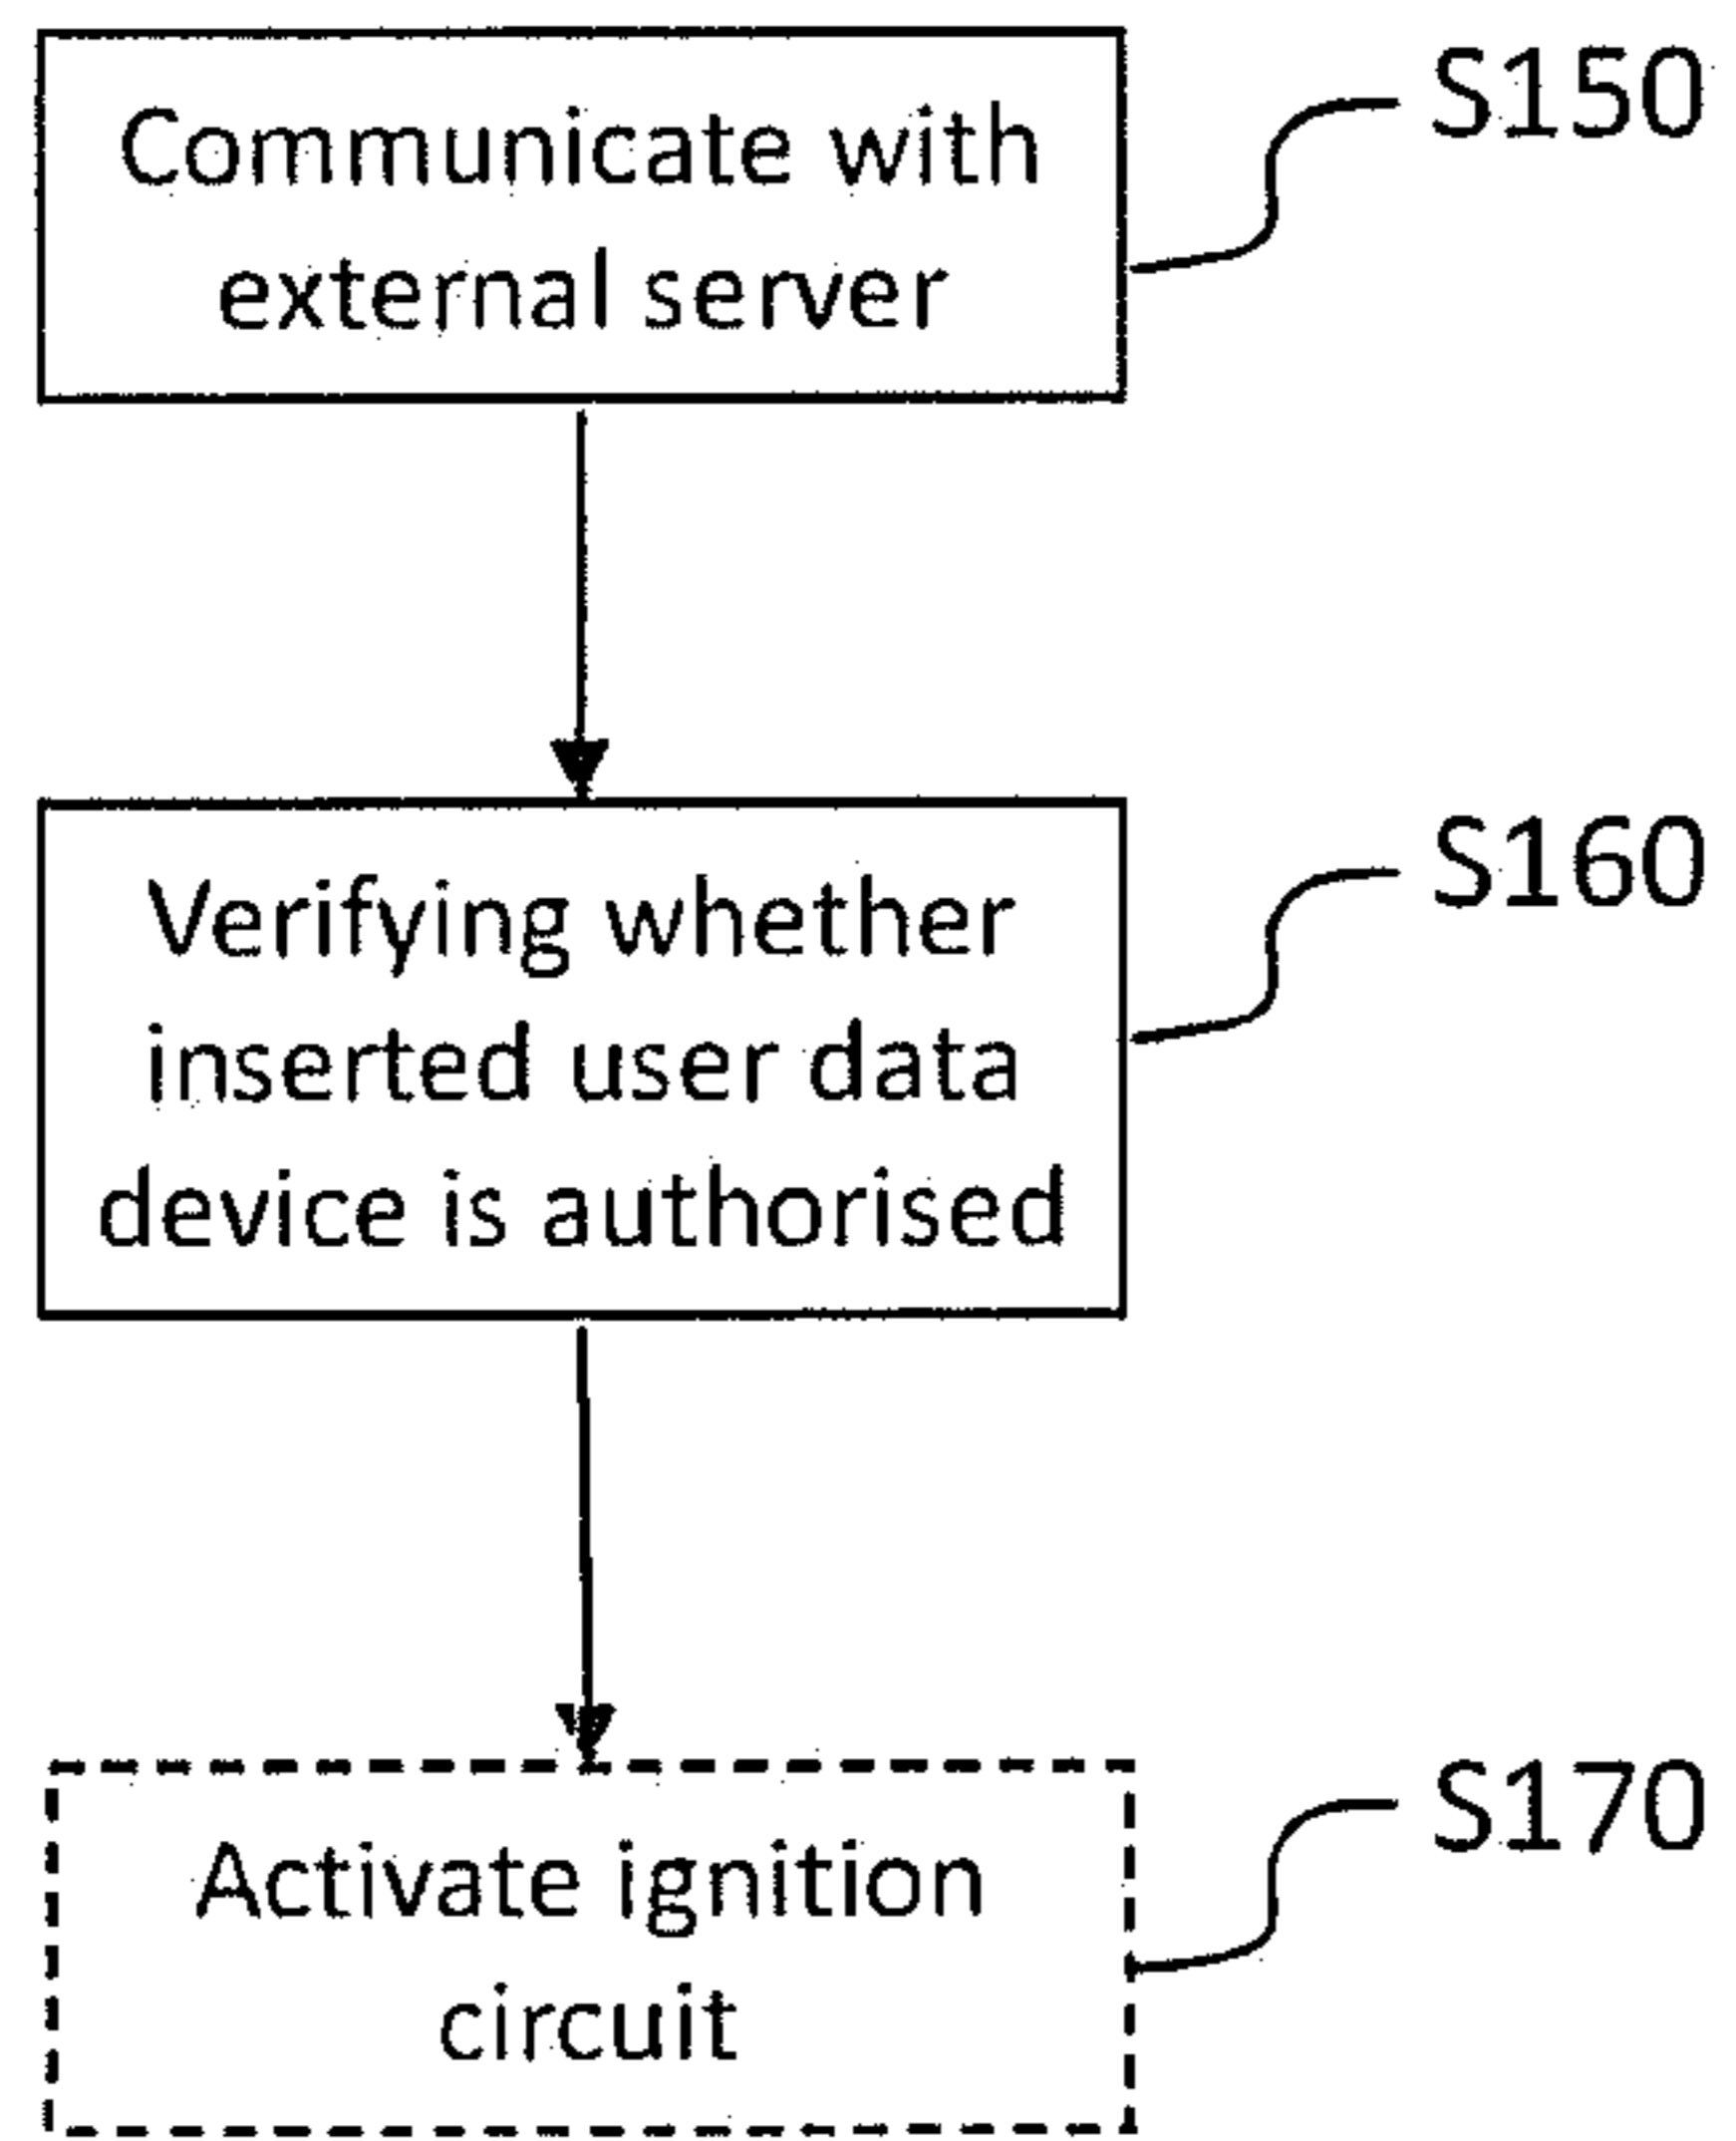 Communicate with
external server
S150
Verifying whether
inserted user data
device is authorised
S160
Activate ignition
circuit
S170